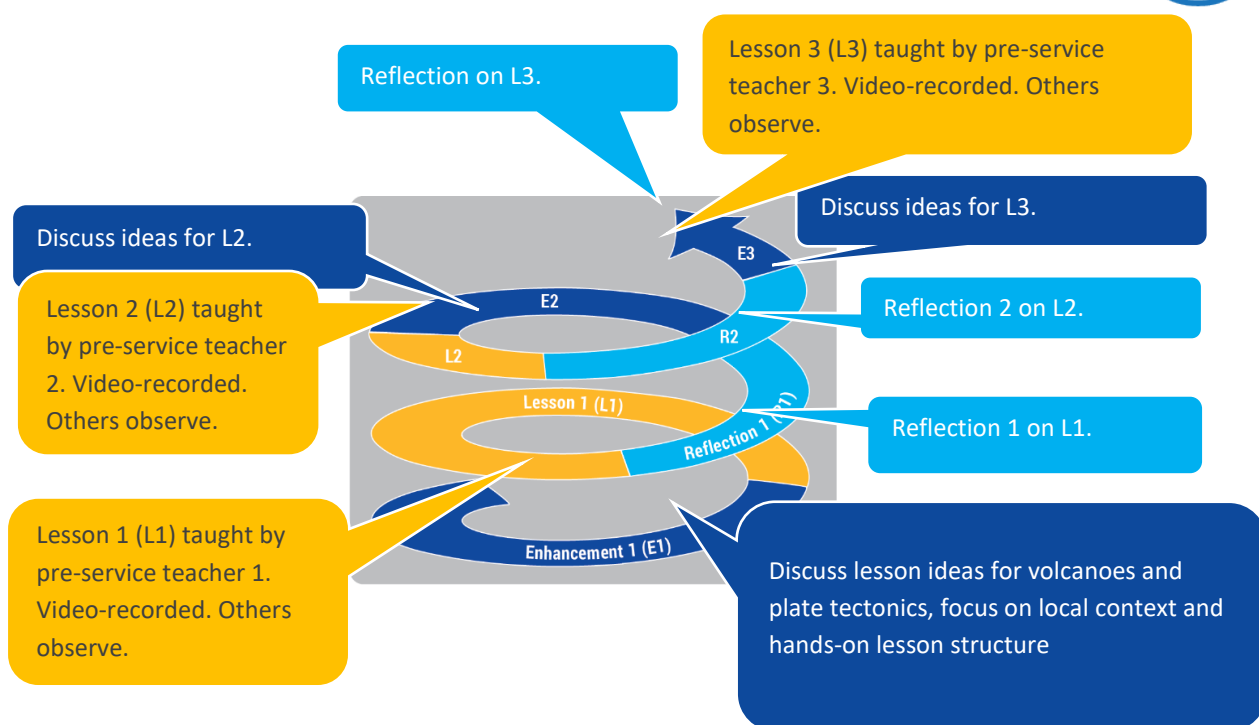 Lesson 3 (L3) taught by pre-service
teacher 3. Video-recorded. Others
observe.
Reflection on L3.
Discuss ideas for L3.
Discuss ideas for L2.
E3
Lesson 2 (L2) taught
by pre-service teacher
2. Video-recorded.
Others observe.
E2
Reflection 2 on L2.
R2
L2
Lesson 1 (L1)
Reflection 1 on L1.
Reflection 1 (R1)
Lesson 1 (L1) taught by
pre-service teacher 1.
Video-recorded. Others
observe.
Enhancement 1 (E1)
Discuss lesson ideas for volcanoes and
plate tectonics, focus on local context and
hands-on lesson structure